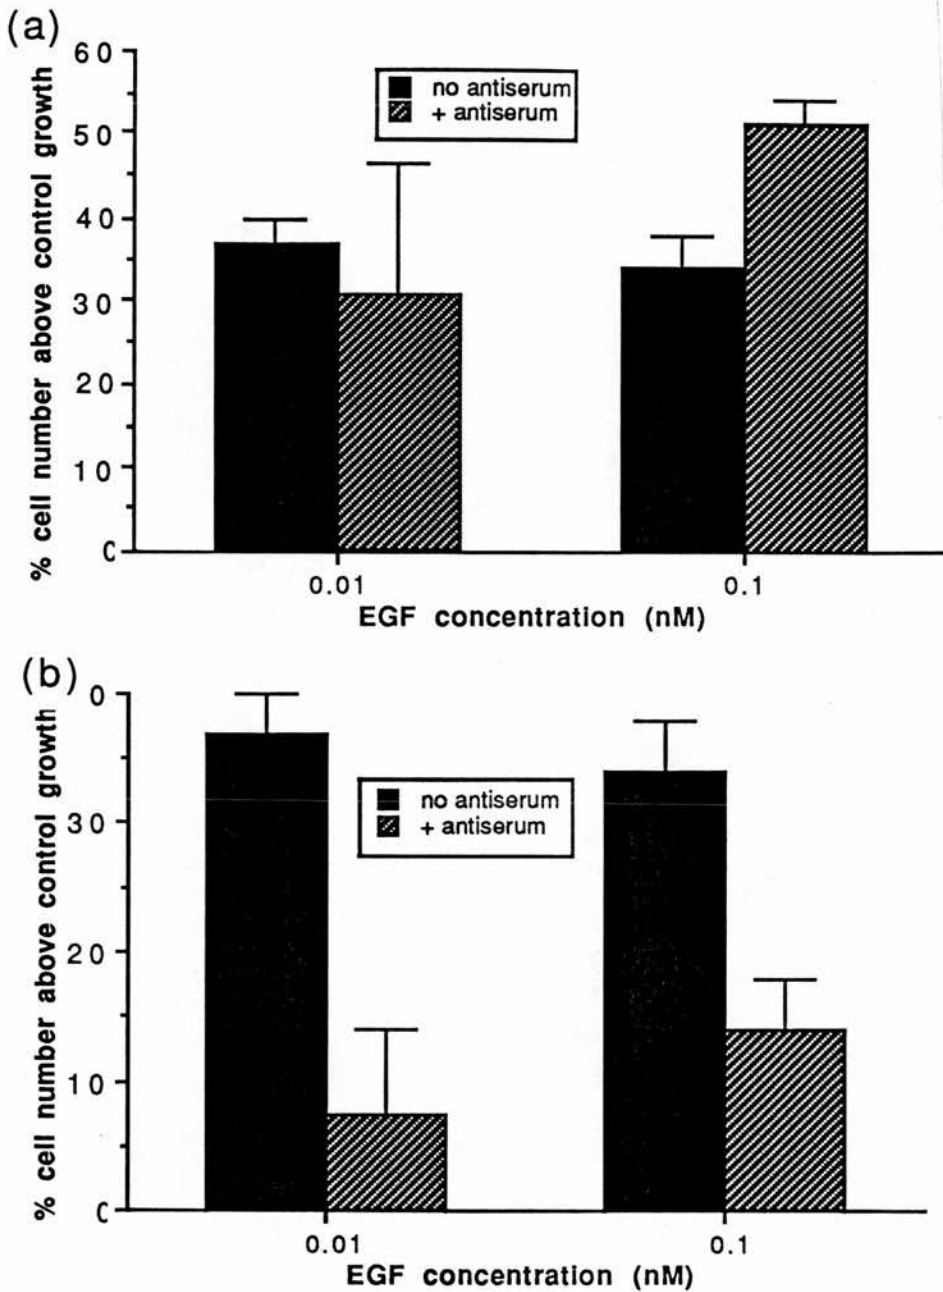 (a)
% cell number above control growth
60
50
40
30
20
10
C
no antiserum
+ antiserum
0.01
0.1
EGF concentration (nM)
(b)
% cell number above control growth
0
30
20
10
C
no antiserum
+ antiserum
0.01
0.1
EGF concentration (nM)